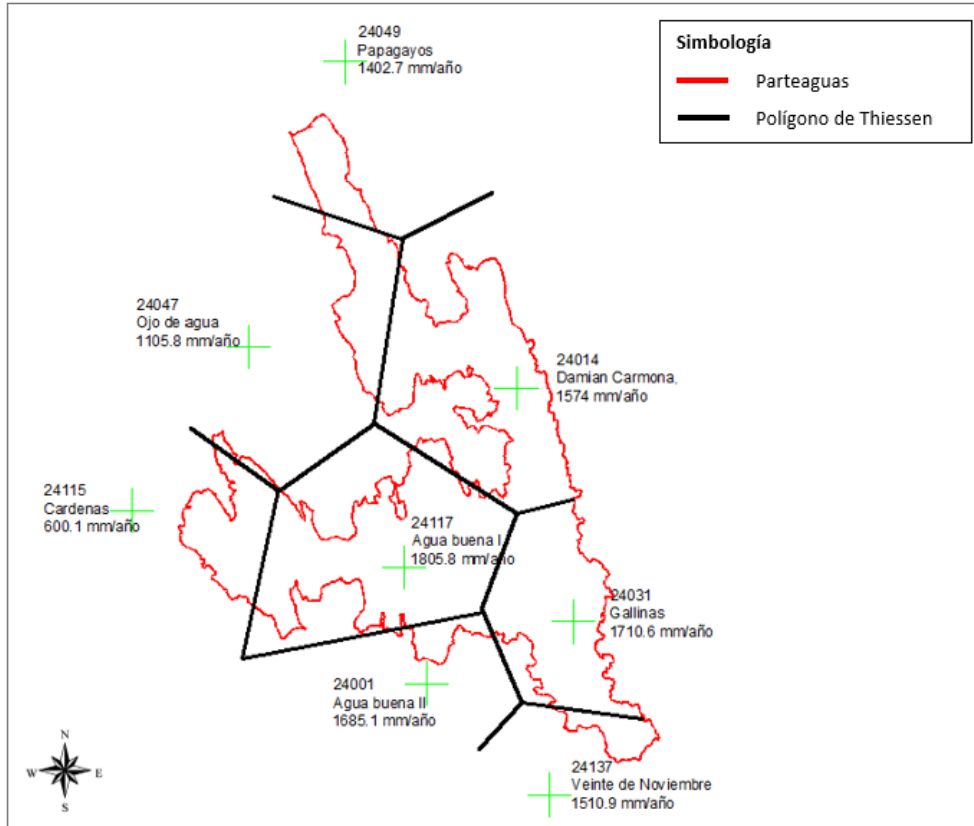 24049
Papagayos
1402.7 mm/año
Simbología
Parteaguas
Polígono de Thiessen
24047
Ojo de agua
1105.8 mm/año
24014
Damian Carmona,
1574 mm/año
24115
Cardenas
600.1 mm/año
24117
Agua buena I
1805.8 mm/año
24031
Gallinas
1710.6 mm/año
24001
Agua buena II
1685.1 mm/año
24137
Veinte de Noviembre
1510.9 mm/año
N
W E
S